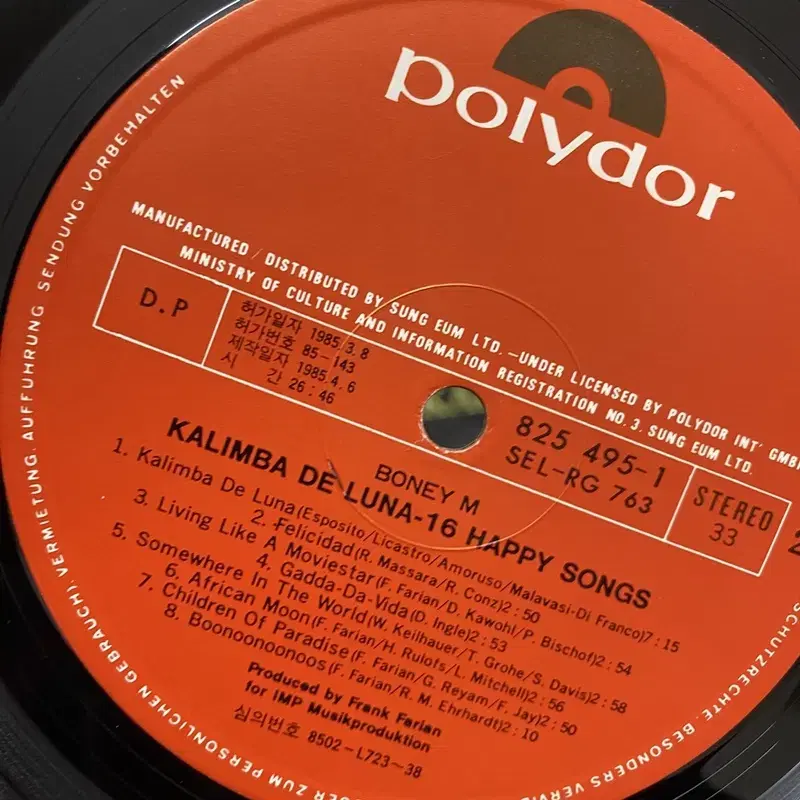 polydor
MANUFACTURED / DISTRIBUTED BY SUNG EUM LTD.—UNDER LICENSED BY POLYDOR INT' GMBH
MINISTRY OF CULTURE AND INFORMATION REGISTRATION NO. 3. SUNG EUM LTD.
D.P
허가일자 1985.3.8
허가번호 85-143
제작일자 1985.4.6
시 간 26:46
825 495-1
SEL-RG 763
STEREO
33
2
BONEY M
KALIMBA DE LUNA-16 HAPPY SONGS
1. Kalimba De Luna(Esposito/Licastro/Amoruso/Malavasi-Di Franco)7:15
2. Felicidad(R. Massara/R. Conz)2:50
3. Living Like A Moviestar(F. Farian/D. Kawohl/P. Bischof)2:54
4. Gadda-Da-Vida(D. Ingle)2:53
5. Somewhere In The World(W. Keilhauer/T. Grohe/S. Davis)2:58
6. African Moon(F. Farian/H. Rulofs/L. Mitchell)2:56
7. Children Of Paradise(F. Farian/G. Reyam/F. Jay)2:50
8. Boonoonoonoos(F. Farian/R. M. Ehrhardt)2:10
Produced by Frank Farian
for IMP Musikproduktion
심의번호 8502-L723-38
SCHUTZRECHTE, BESONDERS
ZUM PERSÖNLICHEN GEBRAUCH), VERMIETUNG, AUFFÜHRUNG, SENDUNG VORBEHALTEN